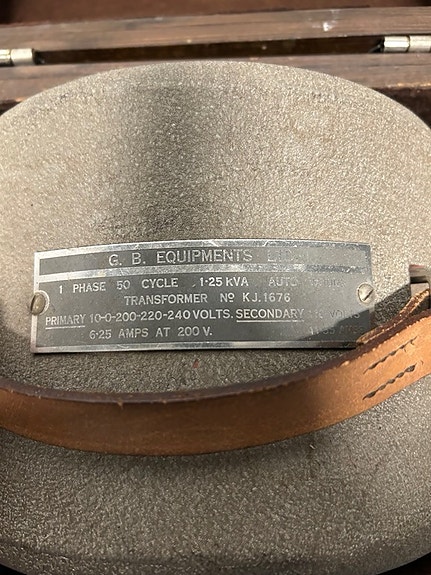 G. B. EQUIPMENTS
1 PHASE 50 CYCLE 1·25 KVA AUTO
TRANSFORMER No KJ.1676
PRIMARY 10-0-200-220-240 VOLTS. SECONDARY VOLTS
6·25 AMPS AT 200 V.